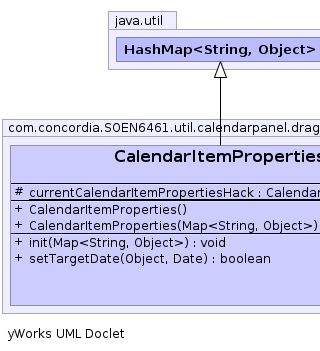 java.util
HashMap<String, Object>
com.concordia.SOEN6461.util.calendarpanel.drag
CalendarItemProperties
# currentCalendarItemPropertiesHack : Calendar
+ CalendarItemProperties()
+ CalendarItemProperties(Map<String, Object>)
+ init(Map<String, Object>) : void
+ setTargetDate(Object, Date) : boolean
yWorks UML Doclet